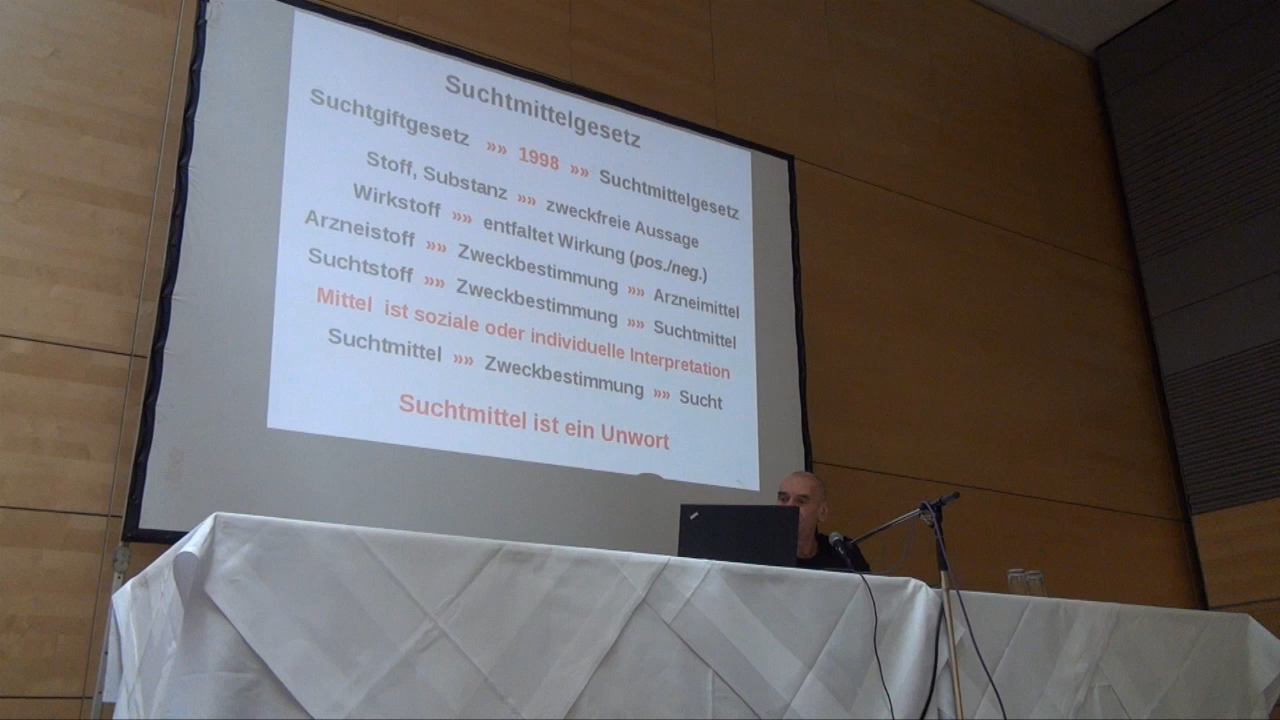 Suchtmittelgesetz
Suchtgiftgesetz »» 1998 »» Suchtmittelgesetz
Stoff, Substanz »» zweckfreie Aussage
Wirkstoff »» entfaltet Wirkung (pos./neg.)
Arzneistoff »» Zweckbestimmung »» Arzneimittel
Suchtstoff »» Zweckbestimmung »» Suchtmittel
Mittel ist soziale oder individuelle Interpretation
Suchtmittel »» Zweckbestimmung »» Sucht
Suchtmittel ist ein Unwort